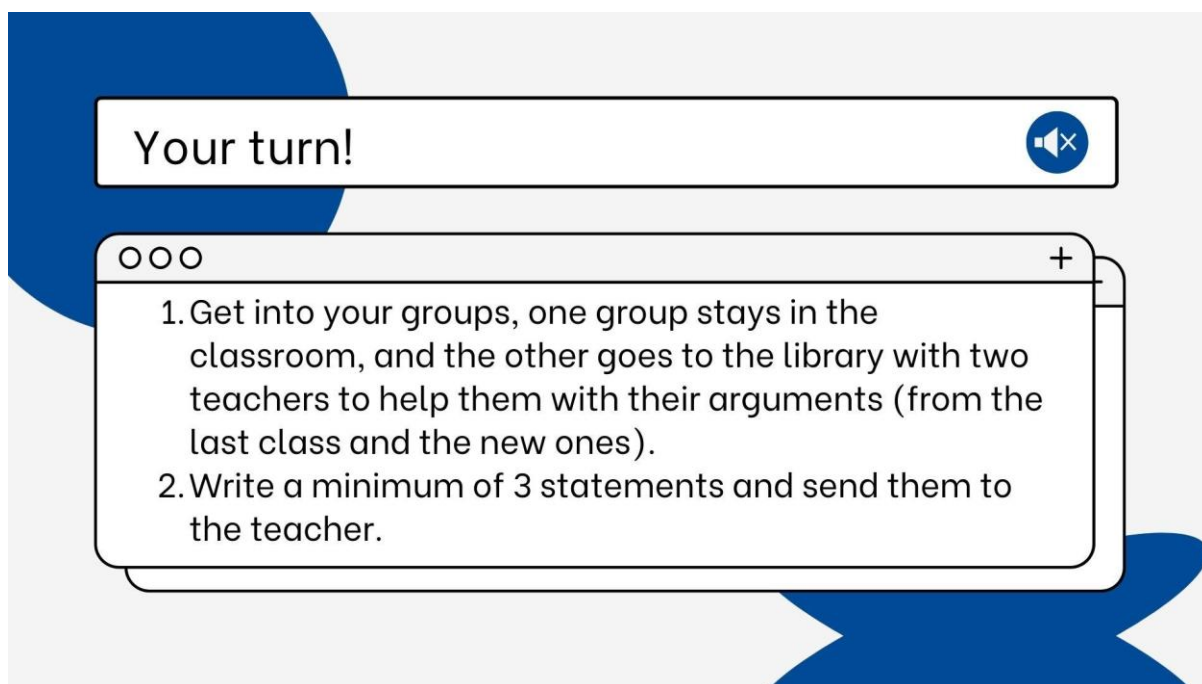 Your turn!
1. Get into your groups, one group stays in the
classroom, and the other goes to the library with two
teachers to help them with their arguments (from the
last class and the new ones).
2. Write a minimum of 3 statements and send them to
the teacher.